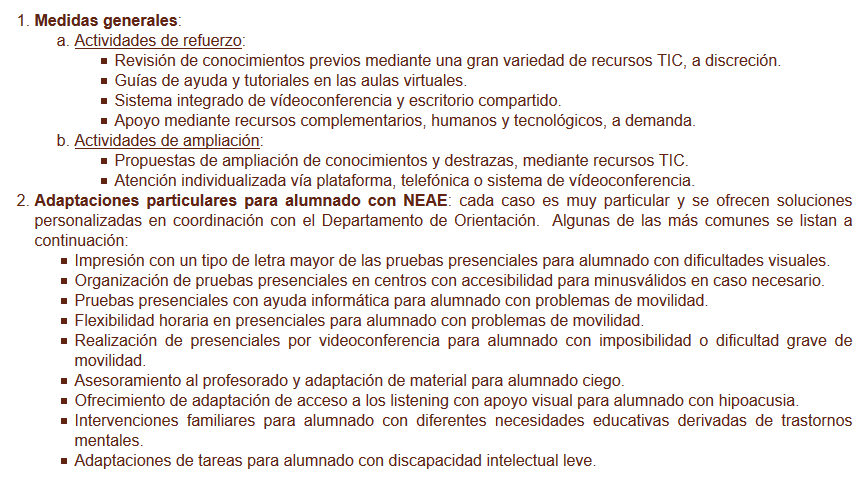 1. Medidas generales:
a. Actividades de refuerzo:
▪ Revisión de conocimientos previos mediante una gran variedad de recursos TIC, a discreción.
▪ Guías de ayuda y tutoriales en las aulas virtuales.
▪ Sistema integrado de vídeoconferencia y escritorio compartido.
▪ Apoyo mediante recursos complementarios, humanos y tecnológicos, a demanda.
b. Actividades de ampliación:
▪ Propuestas de ampliación de conocimientos y destrazas, mediante recursos TIC.
▪ Atención individualizada vía plataforma, telefónica o sistema de vídeoconferencia.
2. Adaptaciones particulares para alumnado con NEAE: cada caso es muy particular y se ofrecen soluciones
personalizadas en coordinación con el Departamento de Orientación. Algunas de las más comunes se listan a
continuación:
▪ Impresión con un tipo de letra mayor de las pruebas presenciales para alumnado con dificultades visuales.
▪ Organización de pruebas presenciales en centros con accesibilidad para minusválidos en caso necesario.
▪ Pruebas presenciales con ayuda informática para alumnado con problemas de movilidad.
▪ Flexibilidad horaria en presenciales para alumnado con problemas de movilidad.
▪ Realización de presenciales por videoconferencia para alumnado con imposibilidad o dificultad grave de
movilidad.
▪ Asesoramiento al profesorado y adaptación de material para alumnado ciego.
▪ Ofrecimiento de adaptación de acceso a los listening con apoyo visual para alumnado con hipoacusia.
▪ Intervenciones familiares para alumnado con diferentes necesidades educativas derivadas de trastornos
mentales.
▪ Adaptaciones de tareas para alumnado con discapacidad intelectual leve.